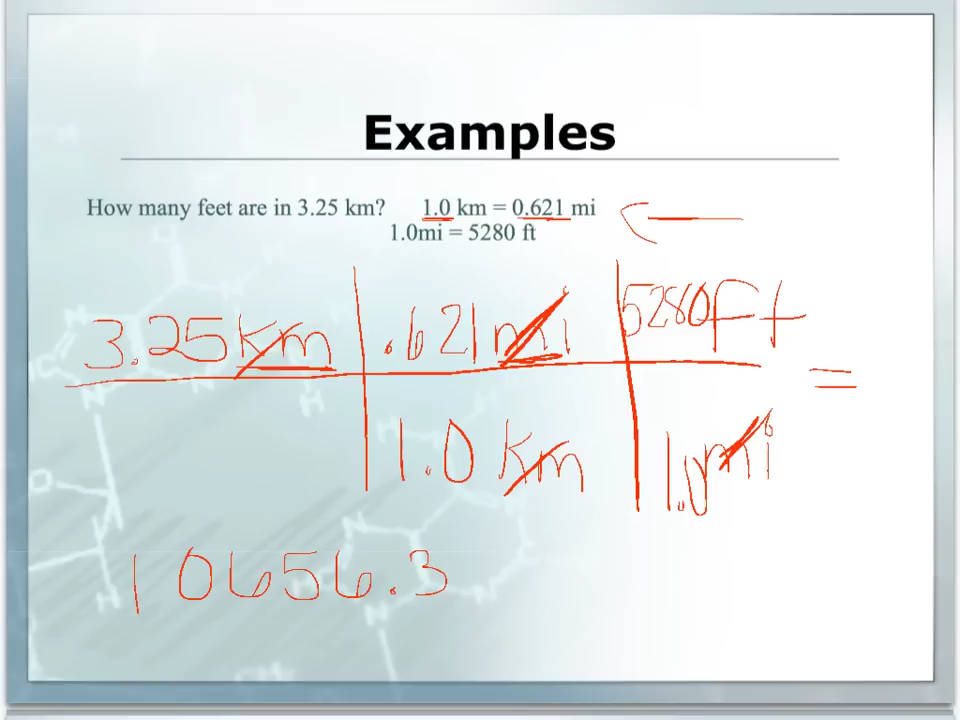 Examples
How many feet are in 3.25 km? 1.0 km = 0.621 mi
1.0mi = 5280 ft
3.25 km .621 mi 5280 ft =
1.0 km 1.0 mi
10656.3